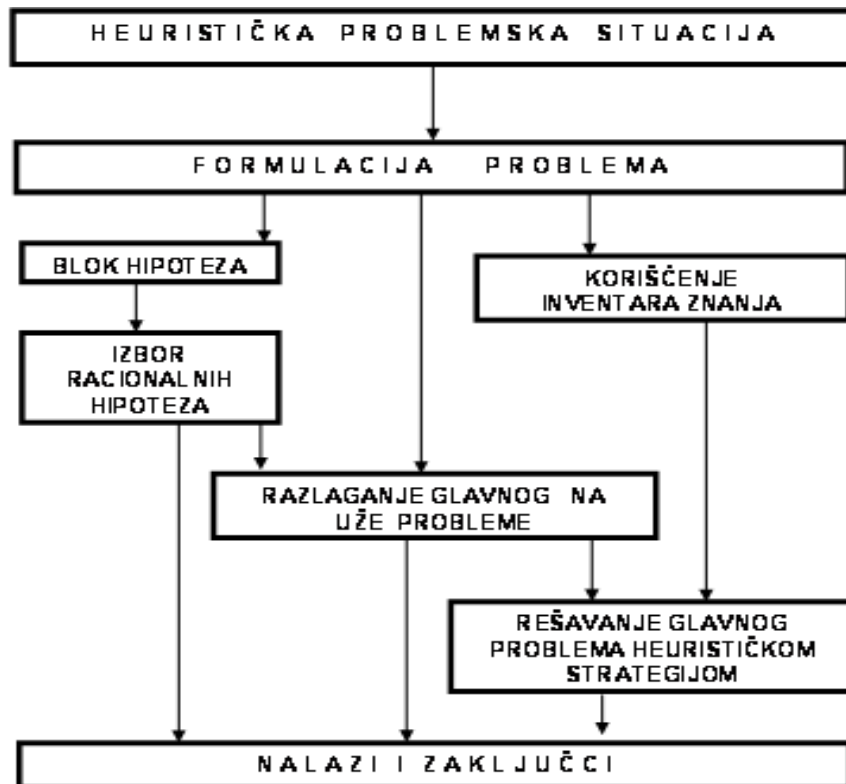 HEURISTIČKA PROBLEMSKA SITUACIJA
FORMULACIJA PROBLEMA
BLOK HIPOTEZA
KORIŠĆENJE
INVENTARA ZNANJA
IZBOR
RACIONALNIH
HIPOTEZA
RAZLAGANJE GLAVNOG NA
UŽE PROBLEME
REŠAVANJE GLAVNOG
PROBLEMA HEURISTIČKOM
STRATEGIJOM
NALAZI I ZAKLJUČCI